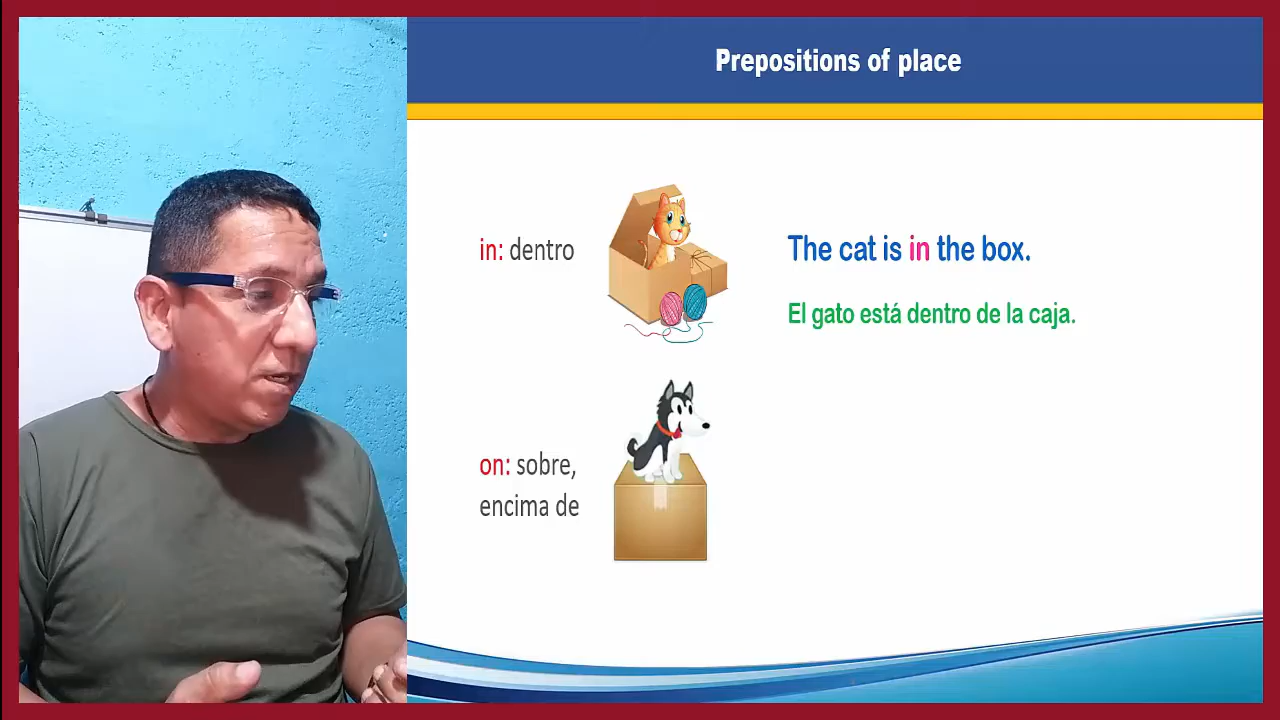 Prepositions of place
in: dentro
The cat is in the box.
El gato está dentro de la caja.
on: sobre,
encima de